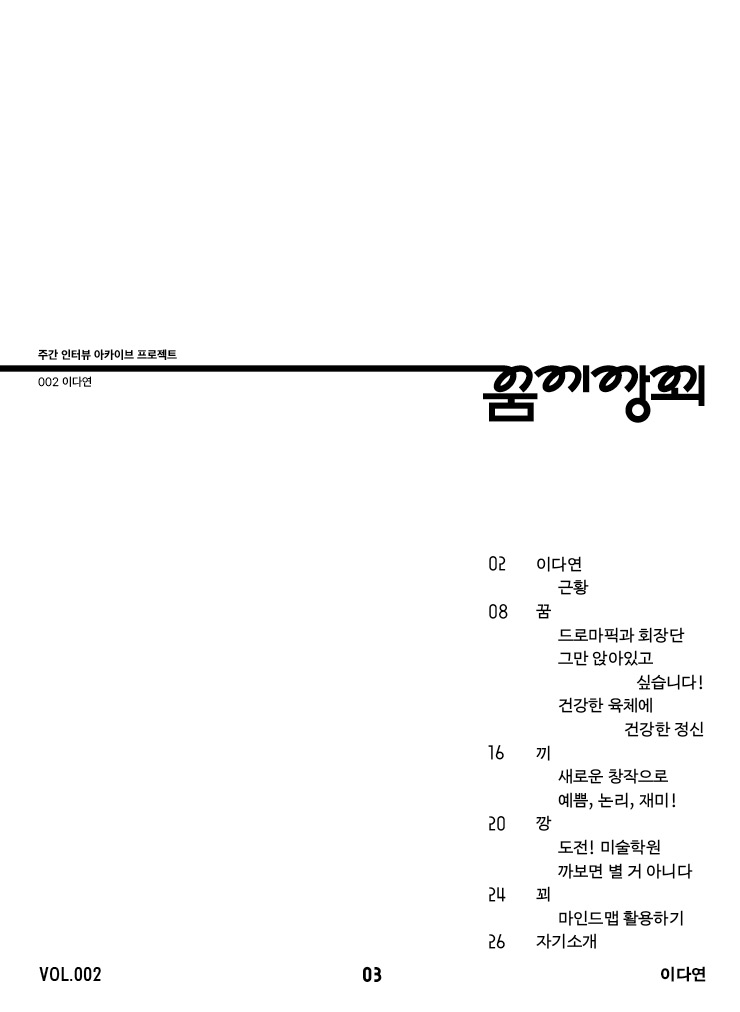 주간 인터뷰 아카이브 프로젝트
002 이다연
꿈끼깡꾀
02 이다연
근황
08 꿈
드로마픽과 회장단
그만 앉아있고
싶습니다!
건강한 육체에
건강한 정신
16 끼
새로운 창작으로
예쁨, 논리, 재미!
20 깡
도전! 미술학원
까보면 별 거 아니다
24 꾀
마인드맵 활용하기
26 자기소개
VOL.002
03
이다연